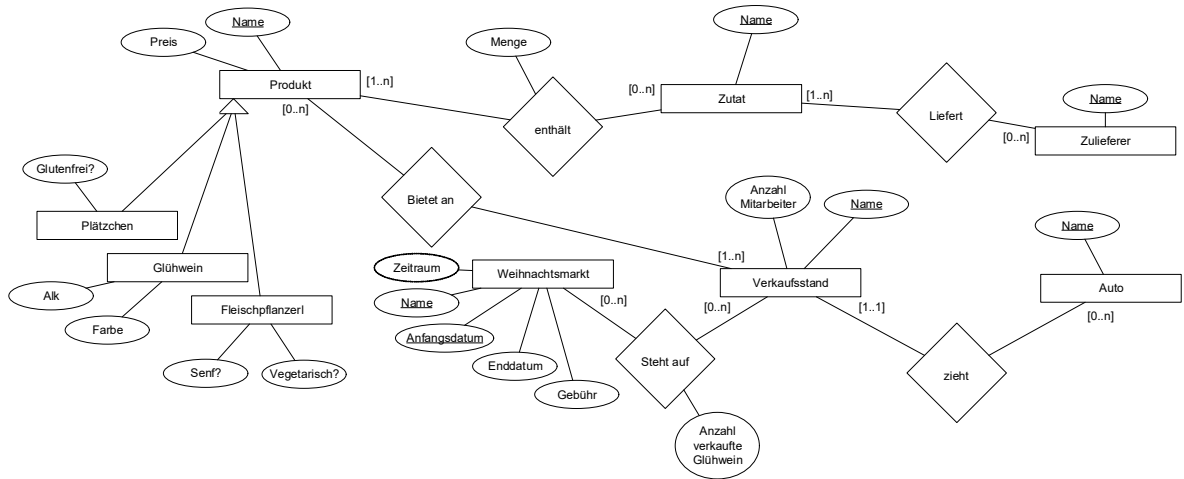 Name
Preis
Produkt
[1..n]
[0..n]
Menge
enthält
Name
[0..n]
Zutat
[1..n]
Liefert
Name
[0..n]
Zulieferer
Glutenfrei?
Plätzchen
Glühwein
Alk
Farbe
Fleischpflanzerl
Senf?
Vegetarisch?
Bietet an
Zeitraum
Weihnachtsmarkt
Name
[0..n]
Anfangsdatum
Enddatum
Gebühr
Anzahl
Mitarbeiter
Name
[1..n]
Verkaufsstand
[0..n]
[1..1]
Steht auf
Anzahl
verkaufte
Glühwein
Name
Auto
[0..n]
zieht